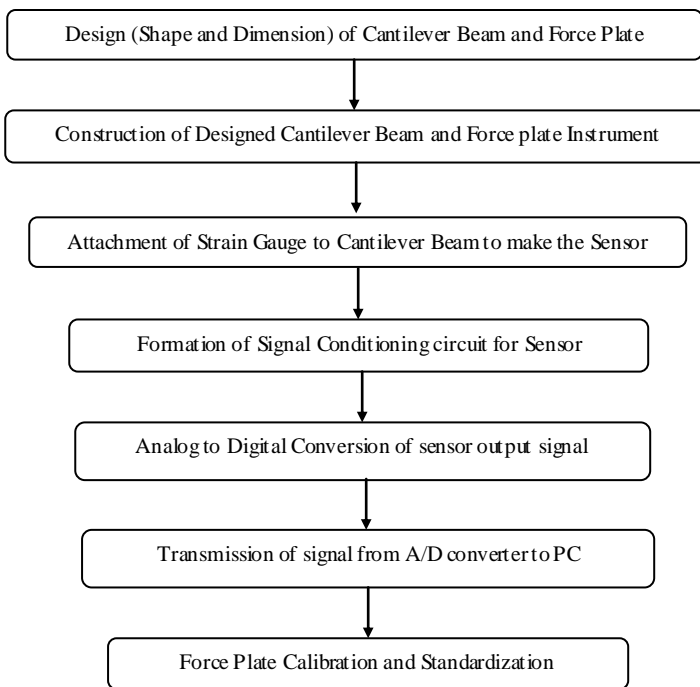 Design (Shape and Dimension) of Cantilever Beam and Force Plate
Construction of Designed Cantilever Beam and Force plate Instrument
Attachment of Strain Gauge to Cantilever Beam to make the Sensor
Formation of Signal Conditioning circuit for Sensor
Analog to Digital Conversion of sensor output signal
Transmission of signal from A/D converter to PC
Force Plate Calibration and Standardization